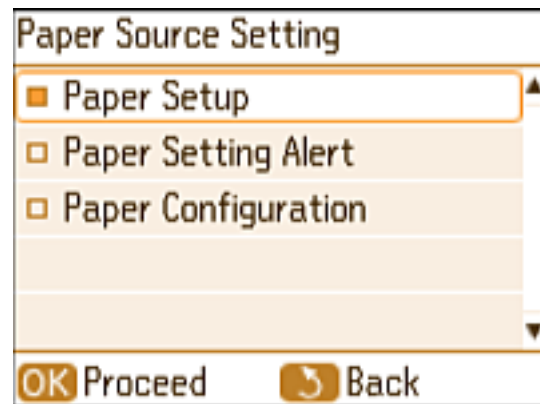 Paper Source Setting
Paper Setup
Paper Setting Alert
Paper Configuration
OK Proceed Back